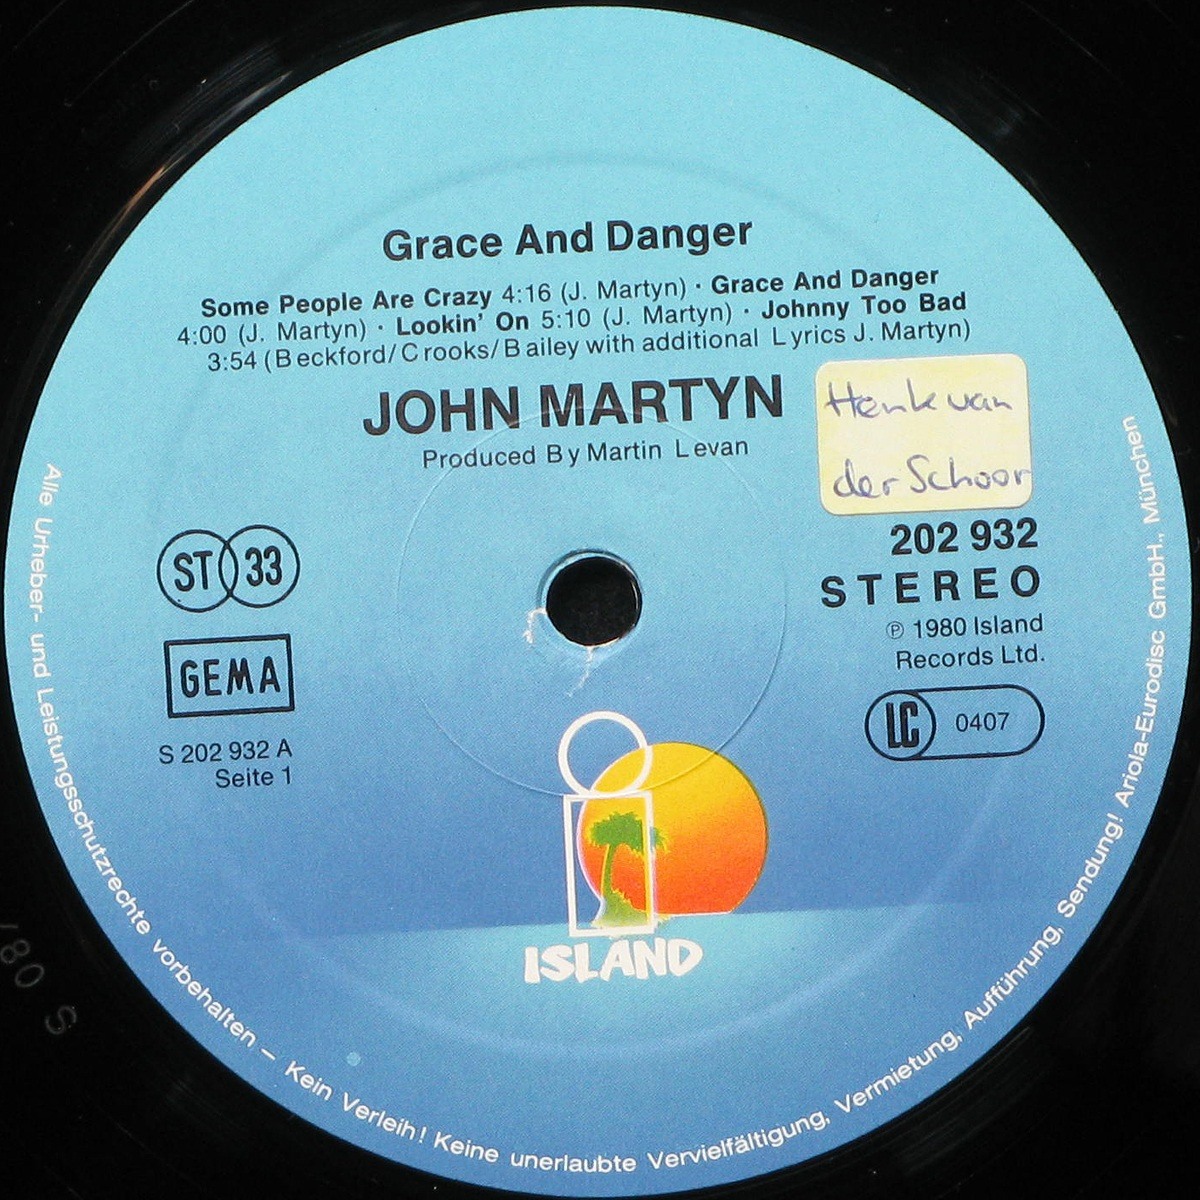 Grace And Danger
Some People Are Crazy 4:16 (J. Martyn) · Grace And Danger
4:00 (J. Martyn) · Lookin' On 5:10 (J. Martyn) · Johnny Too Bad
3:54 (Beckford/Crooks/Bailey with additional Lyrics J. Martyn)
JOHN MARTYN
Produced By Martin Levan
Henk van
der Schoor
ST 33
GEMA
S 202 932 A
Seite 1
202 932
STEREO
℗ 1980 Island
Records Ltd.
LC 0407
ISLAND
Alle Urheber- und Leistungsschutzrechte vorbehalten – Kein Verleih! Keine unerlaubte Vervielfältigung, Vermietung, Aufführung, Sendung! Ariola-Eurodisc GmbH., München